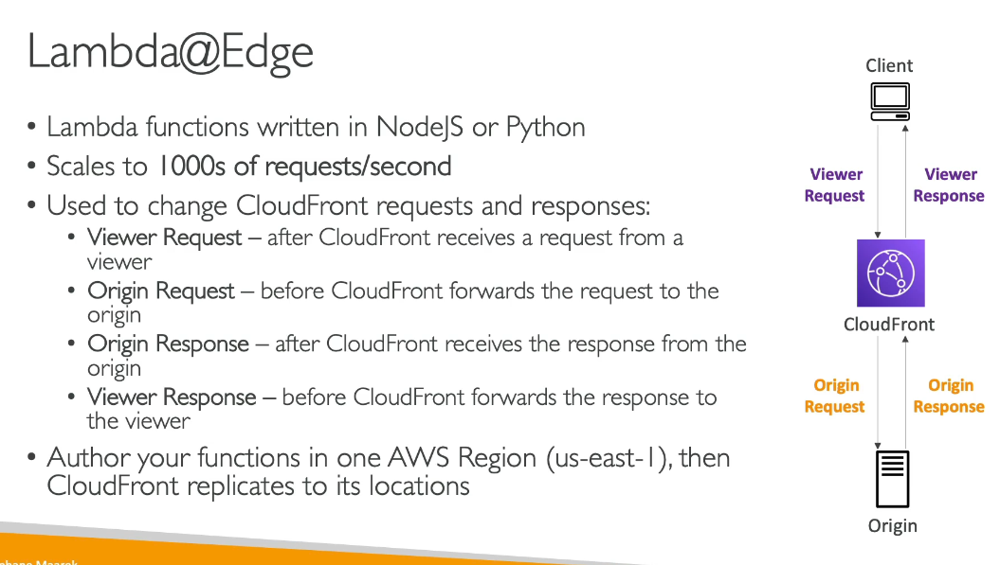 Lambda@Edge
• Lambda functions written in NodeJS or Python
• Scales to 1000s of requests/second
• Used to change CloudFront requests and responses:
• Viewer Request – after CloudFront receives a request from a
viewer
• Origin Request – before CloudFront forwards the request to the
origin
• Origin Response – after CloudFront receives the response from the
origin
• Viewer Response – before CloudFront forwards the response to
the viewer
• Author your functions in one AWS Region (us-east-1), then
CloudFront replicates to its locations
Client
Viewer
Request
Viewer
Response
CloudFront
Origin
Request
Origin
Response
Origin